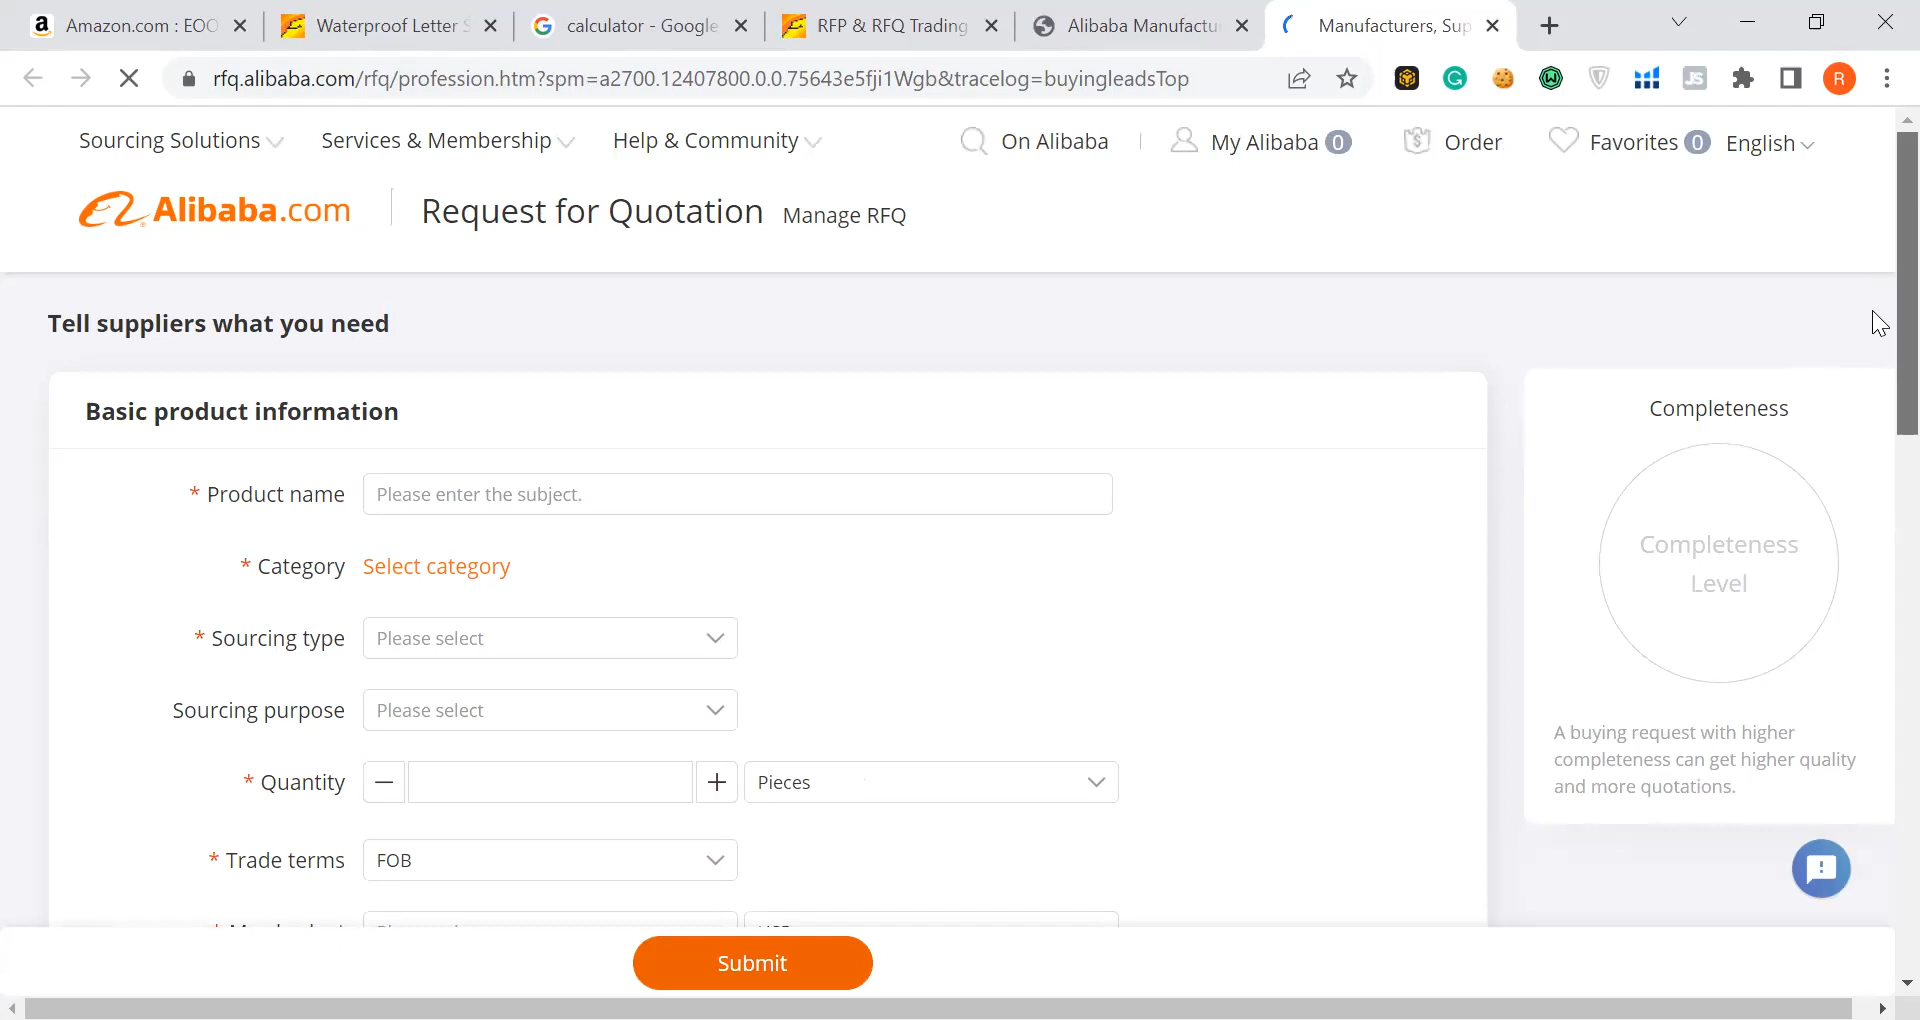 Amazon.com : EOO
Waterproof Letter S
calculator - Google
RFP & RFQ Trading
Alibaba Manufactu
Manufacturers, Sup
rfq.alibaba.com/rfq/profession.htm?spm=a2700.12407800.0.0.75643e5fji1Wgb&tracelog=buyingleadsTop
JS
R
Sourcing Solutions
Services & Membership
Help & Community
On Alibaba
My Alibaba 0
Order
Favorites 0
English
Alibaba.com
Request for Quotation
Manage RFQ
Tell suppliers what you need
Basic product information
Completeness
* Product name
Please enter the subject.
Completeness
Level
* Category
Select category
* Sourcing type
Please select
Sourcing purpose
Please select
A buying request with higher
completeness can get higher quality
and more quotations.
* Quantity
Pieces
* Trade terms
FOB
Submit